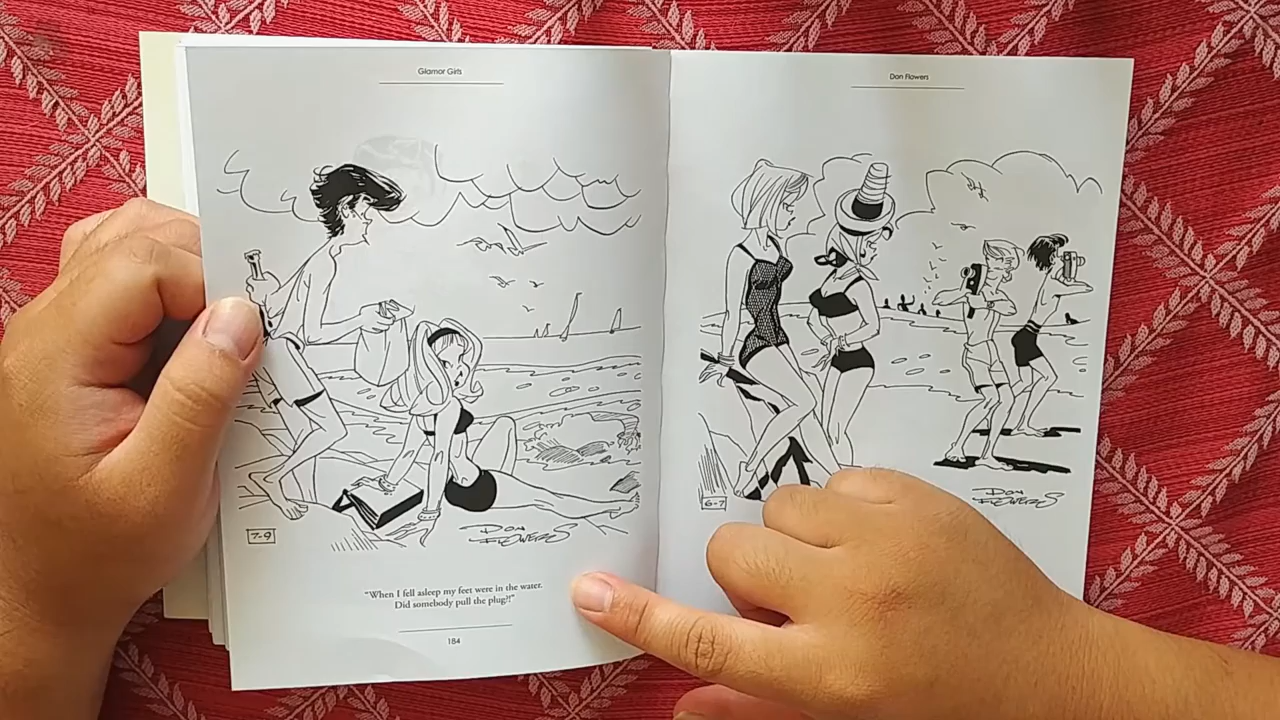 Glamor Girls
7-9
DON
FLOWERS
"When I fell asleep my feet were in the water.
Did somebody pull the plug?!"
184
Don Flowers
6-7
DON
FLOWERS